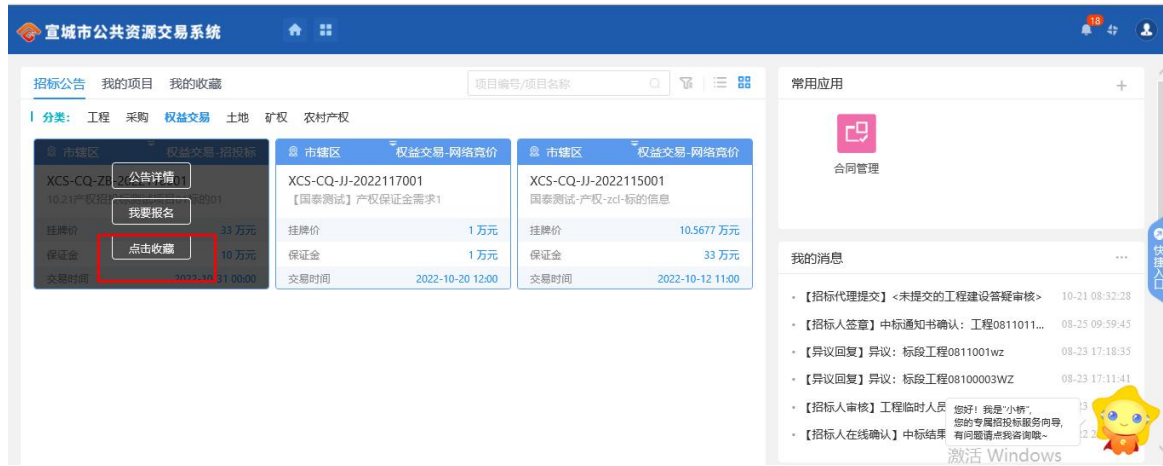 宣城市公共资源交易系统
18
招标公告 我的项目 我的收藏
项目编号/项目名称
分类： 工程 采购 权益交易 土地 矿权 农村产权
市辖区 权益交易-招投标
公告详情
我要报名
挂牌价 33 万元
点击收藏
保证金 10 万元
交易时间 2022-10-31 00:00
市辖区 权益交易-网络竞价
XCS-CQ-JJ-2022117001
【国泰测试】产权保证金需求1
挂牌价 1 万元
保证金 1 万元
交易时间 2022-10-20 12:00
市辖区 权益交易-网络竞价
XCS-CQ-JJ-2022115001
国泰测试-产权-zcl-标的信息
挂牌价 10.5677 万元
保证金 33 万元
交易时间 2022-10-12 11:00
常用应用
合同管理
我的消息
【招标代理提交】<未提交的工程建设答疑审核> 10-21 08:32:28
【招标人签章】中标通知书确认：工程0811011... 08-25 09:59:45
【异议回复】异议：标段工程0811001wz 08-23 17:18:35
【异议回复】异议：标段工程08100003WZ 08-23 17:11:41
【招标人审核】工程临时人员
【招标人在线确认】中标结果
您好！我是"小桥",
您的专属招投标服务向导,
有问题请点我咨询哦~
快捷入口
激活 Windows